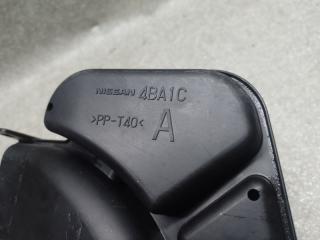 NISSAN 4BA1C
>PP-T40< A